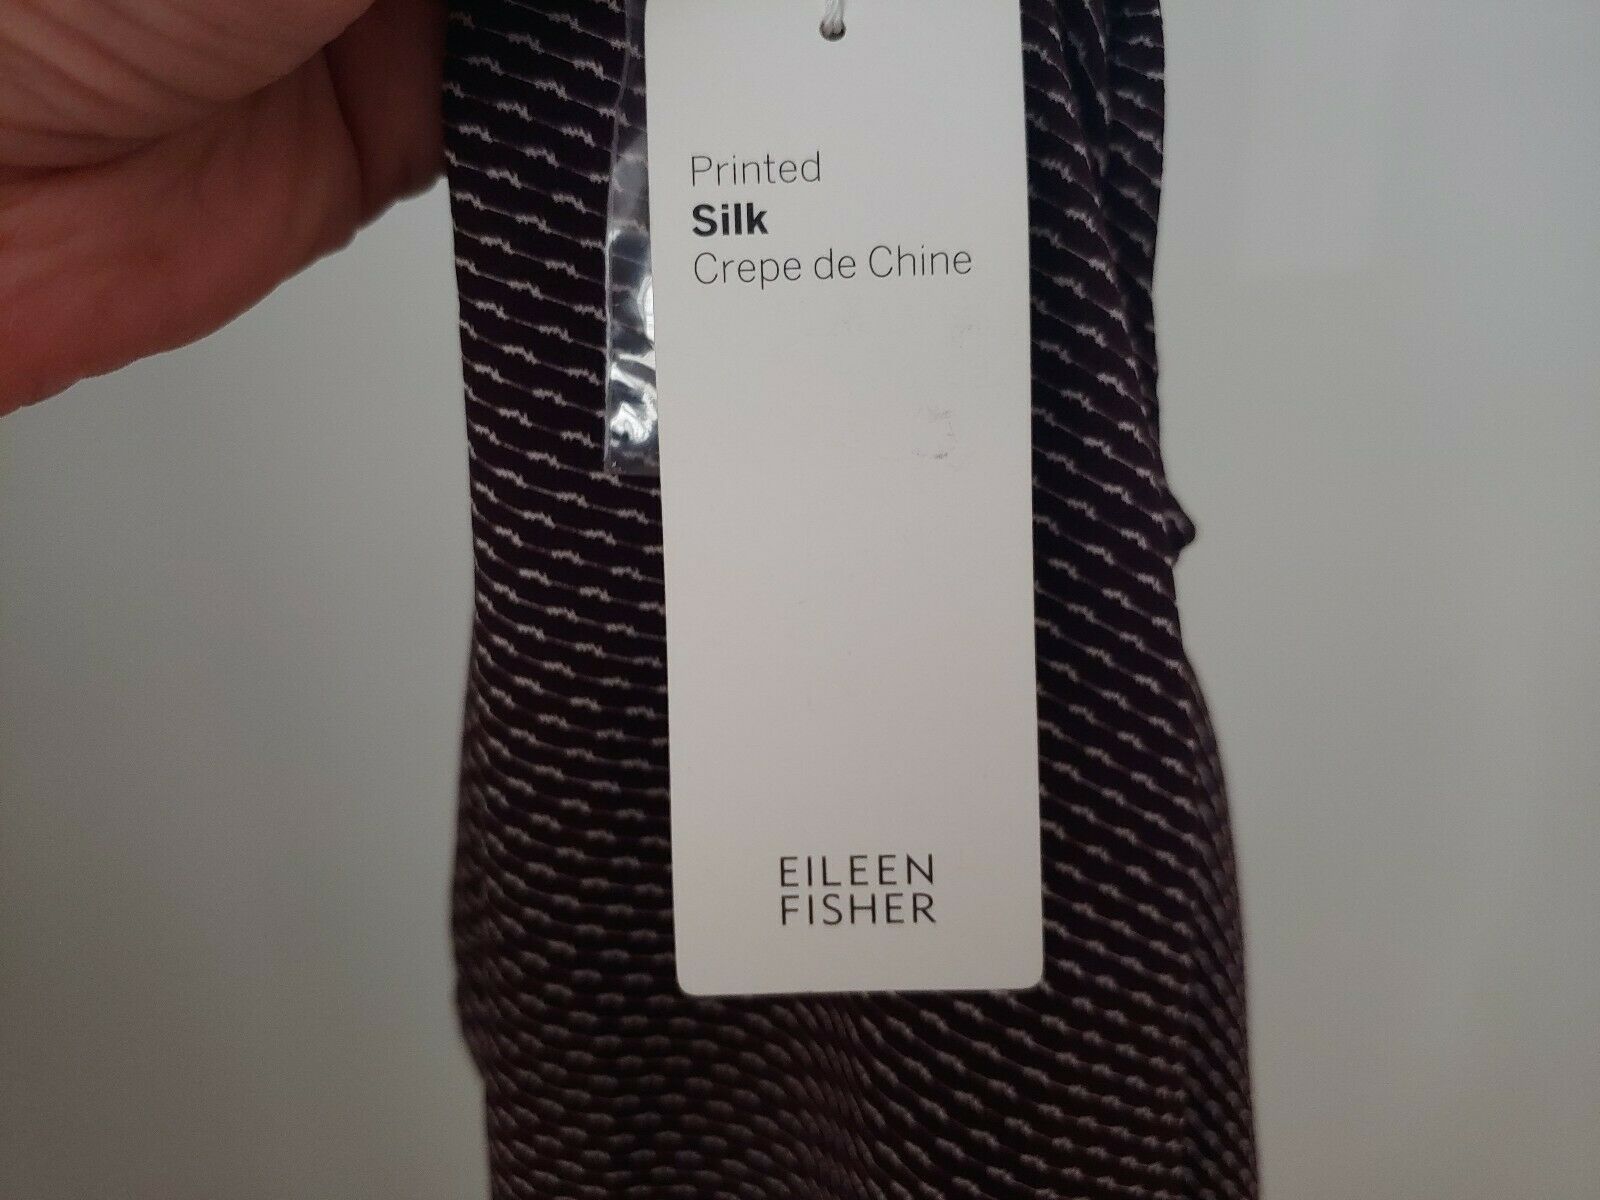 Printed
Silk
Crepe de Chine
EILEEN
FISHER